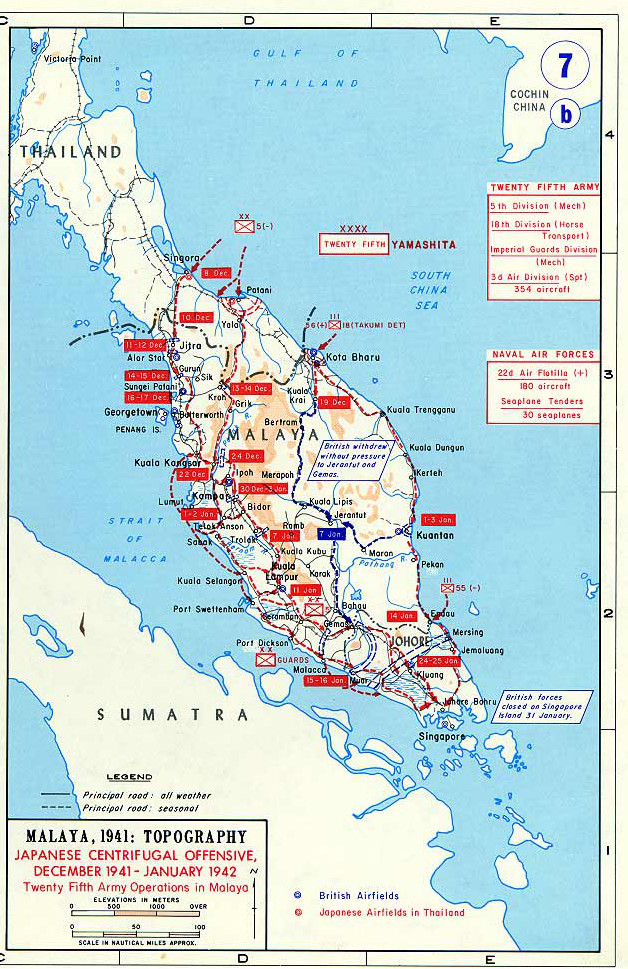 C
D
E
Victoria Point
GULF OF
THAILAND
7
b
COCHIN
CHINA
4
THAILAND
TWENTY FIFTH ARMY
5th Division (Mech)
18th Division (Horse
Transport)
Imperial Guards Division
(Mech)
3d Air Division (Spt)
354 aircraft
XX
5(-)
XXXX
TWENTY FIFTH YAMASHITA
Singora
8 Dec.
SOUTH
CHINA
SEA
Patani
10 Dec.
Yala
III
56(+) 18(TAKUMI DET)
11-12 Dec.
Jitra
Alor Star
Kota Bharu
NAVAL AIR FORCES
22d Air Flotilla (+)
180 aircraft
Seaplane Tenders
30 seaplanes
3
Gurun
14-15 Dec.
Sik
Sungei Patani
16-17 Dec.
Kroh
13-14 Dec.
Kuala
Krai
19 Dec.
Grik
Georgetown
Butterworth
Kuala Trengganu
PENANG IS.
Bertram
MALAYA
British withdrew
without pressure
to Jerantut and
Gemas.
Kuala Dungun
24 Dec.
Kuala Kangsar
Kerteh
22 Dec.
Ipoh
Merapoh
30 Dec-3 Jan.
Kampar
Lumut
Bidor
Kuala Lipis
1-2 Jan.
Jerantut
1-3 Jan.
STRAIT
OF
MALACCA
Telok Anson
Raub
7 Jan.
7 Jan.
Kuantan
Sabak
Trolak
Kuala Kubu
Maran
Pahang R.
Pekan
Kuala Selangor
Kuala
Lumpur
Karak
III
55 (-)
11 Jan.
Port Swettenham
X-X
Bahau
14 Jan.
Endau
2
Seramban
Gemas
JOHORE
Mersing
Port Dickson
Jemaluang
XX
GUARDS
Malacca
24-25 Jan.
Kluang
15-16 Jan.
Muar
Johore Bahru
British forces
closed on Singapore
Island 31 January.
SUMATRA
Singapore
LEGEND
Principal road: all weather
Principal road: seasonal
MALAYA, 1941: TOPOGRAPHY
JAPANESE CENTRIFUGAL OFFENSIVE,
DECEMBER 1941 - JANUARY 1942
Twenty Fifth Army Operations in Malaya
N
ELEVATIONS IN METERS
0 500 1000 OVER
0 50 100
SCALE IN NAUTICAL MILES APPROX.
British Airfields
Japanese Airfields in Thailand
1
C
D
E